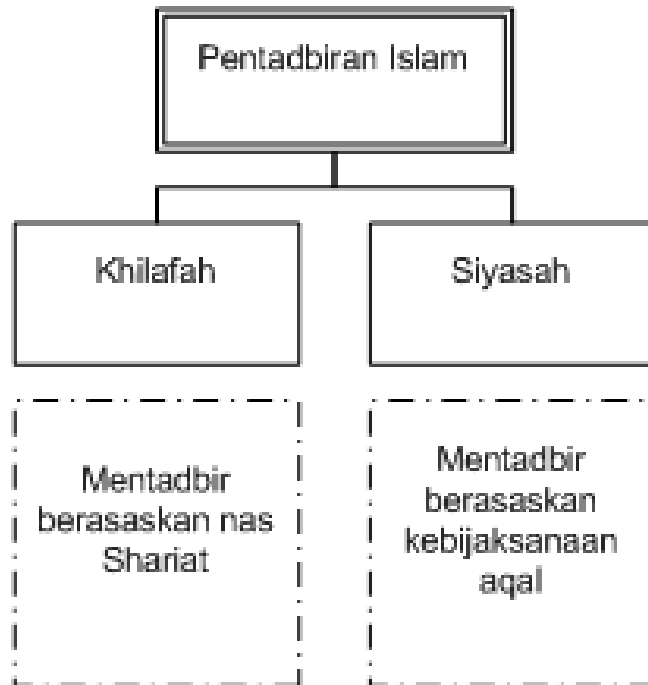 Pentadbiran Islam
Khilafah
Siyasah
Mentadbir
berasaskan nas
Shariat
Mentadbir
berasaskan
kebijaksanaan
aqal